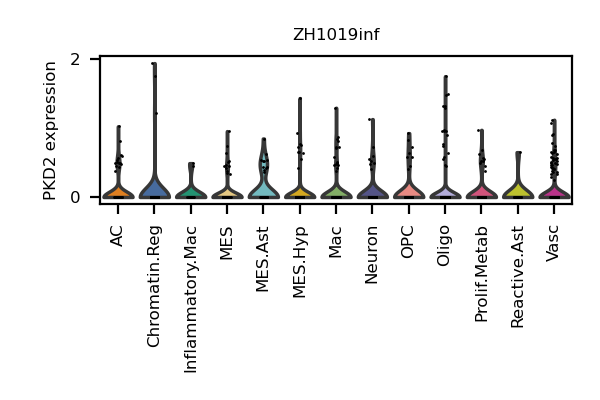 ZH1019inf
PKD2 expression
2
0
AC
Chromatin.Reg
Inflammatory.Mac
MES
MES.Ast
MES.Hyp
Mac
Neuron
OPC
Oligo
Prolif.Metab
Reactive.Ast
Vasc